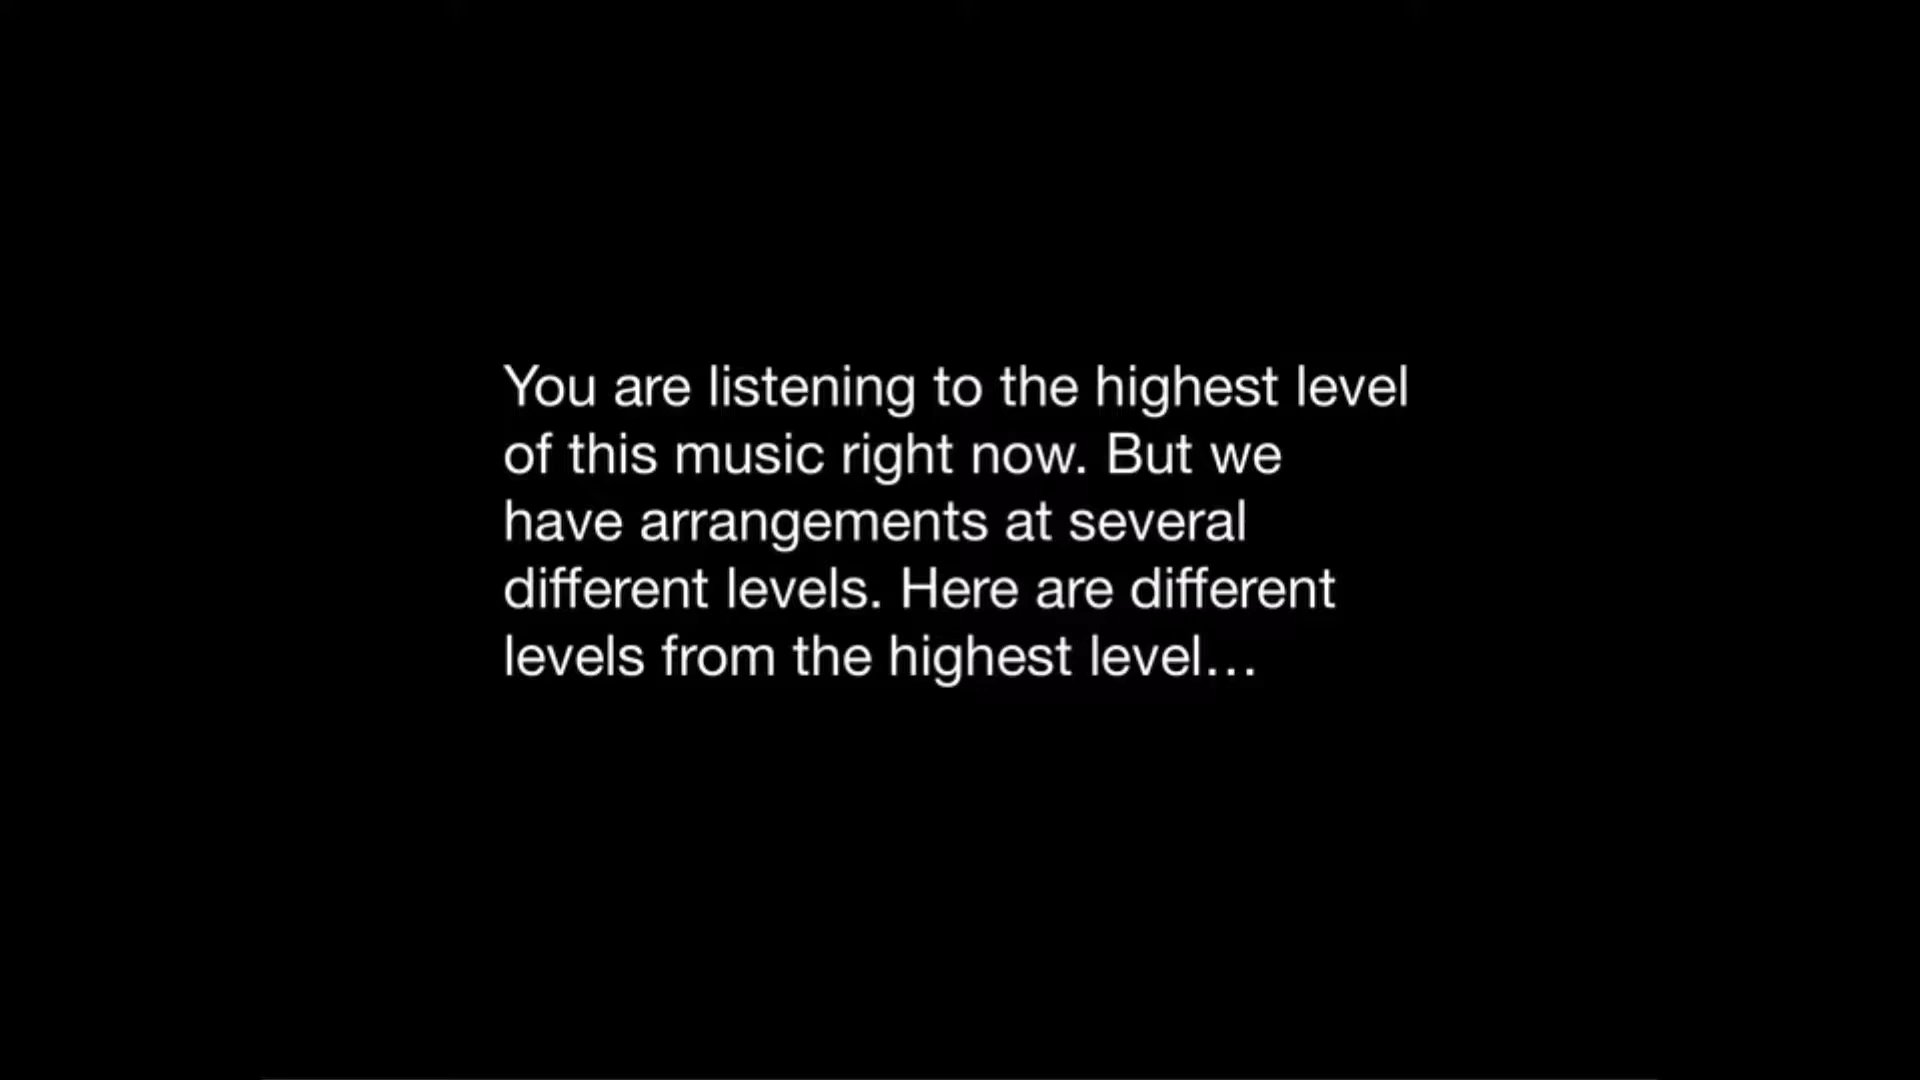 You are listening to the highest level
of this music right now. But we
have arrangements at several
different levels. Here are different
levels from the highest level…